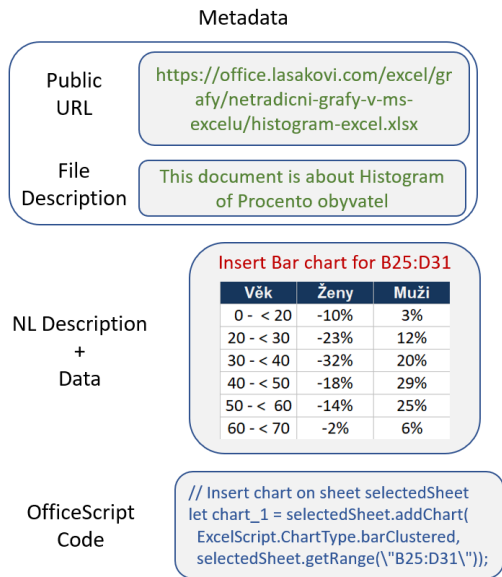 Metadata
Public
URL
https://office.lasakovi.com/excel/gr
afy/netradicni-grafy-v-ms-
excelu/histogram-excel.xlsx
File
Description
This document is about Histogram
of Procento obyvatel
NL Description
+
Data
Insert Bar chart for B25:D31
Věk Ženy Muži
0 - < 20 -10% 3%
20 - < 30 -23% 12%
30 - < 40 -32% 20%
40 - < 50 -18% 29%
50 - < 60 -14% 25%
60 - < 70 -2% 6%
OfficeScript
Code
// Insert chart on sheet selectedSheet
let chart_1 = selectedSheet.addChart(
ExcelScript.ChartType.barClustered,
selectedSheet.getRange(\"B25:D31\"));